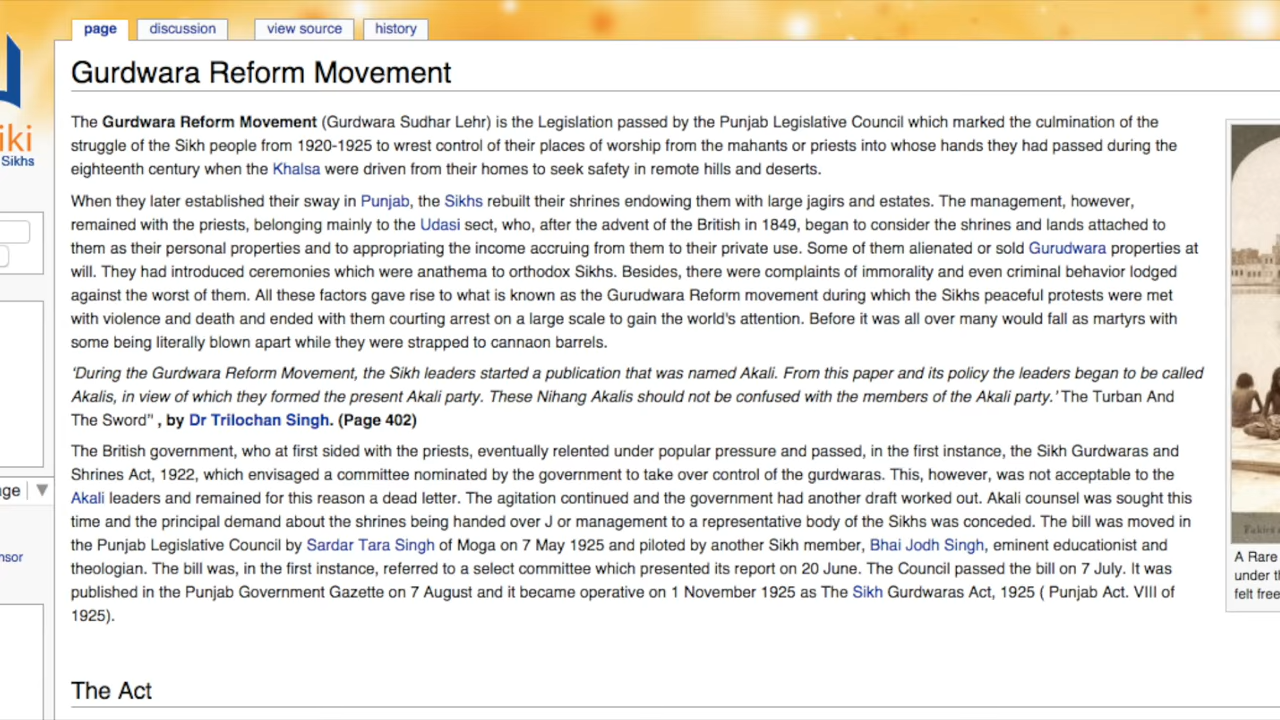 page discussion view source history
Gurdwara Reform Movement
iki
Sikhs
The Gurdwara Reform Movement (Gurdwara Sudhar Lehr) is the Legislation passed by the Punjab Legislative Council which marked the culmination of the
struggle of the Sikh people from 1920-1925 to wrest control of their places of worship from the mahants or priests into whose hands they had passed during the
eighteenth century when the Khalsa were driven from their homes to seek safety in remote hills and deserts.
When they later established their sway in Punjab, the Sikhs rebuilt their shrines endowing them with large jagirs and estates. The management, however,
remained with the priests, belonging mainly to the Udasi sect, who, after the advent of the British in 1849, began to consider the shrines and lands attached to
them as their personal properties and to appropriating the income accruing from them to their private use. Some of them alienated or sold Gurudwara properties at
will. They had introduced ceremonies which were anathema to orthodox Sikhs. Besides, there were complaints of immorality and even criminal behavior lodged
against the worst of them. All these factors gave rise to what is known as the Gurudwara Reform movement during which the Sikhs peaceful protests were met
with violence and death and ended with them courting arrest on a large scale to gain the world's attention. Before it was all over many would fall as martyrs with
some being literally blown apart while they were strapped to cannaon barrels.
‘During the Gurdwara Reform Movement, the Sikh leaders started a publication that was named Akali. From this paper and its policy the leaders began to be called
Akalis, in view of which they formed the present Akali party. These Nihang Akalis should not be confused with the members of the Akali party.’ The Turban And
The Sword" , by Dr Trilochan Singh. (Page 402)
The British government, who at first sided with the priests, eventually relented under popular pressure and passed, in the first instance, the Sikh Gurdwaras and
Shrines Act, 1922, which envisaged a committee nominated by the government to take over control of the gurdwaras. This, however, was not acceptable to the
Akali leaders and remained for this reason a dead letter. The agitation continued and the government had another draft worked out. Akali counsel was sought this
time and the principal demand about the shrines being handed over J or management to a representative body of the Sikhs was conceded. The bill was moved in
the Punjab Legislative Council by Sardar Tara Singh of Moga on 7 May 1925 and piloted by another Sikh member, Bhai Jodh Singh, eminent educationist and
theologian. The bill was, in the first instance, referred to a select committee which presented its report on 20 June. The Council passed the bill on 7 July. It was
published in the Punjab Government Gazette on 7 August and it became operative on 1 November 1925 as The Sikh Gurdwaras Act, 1925 ( Punjab Act. VIII of
1925).
The Act
age
nsor
A Rare
under th
felt free